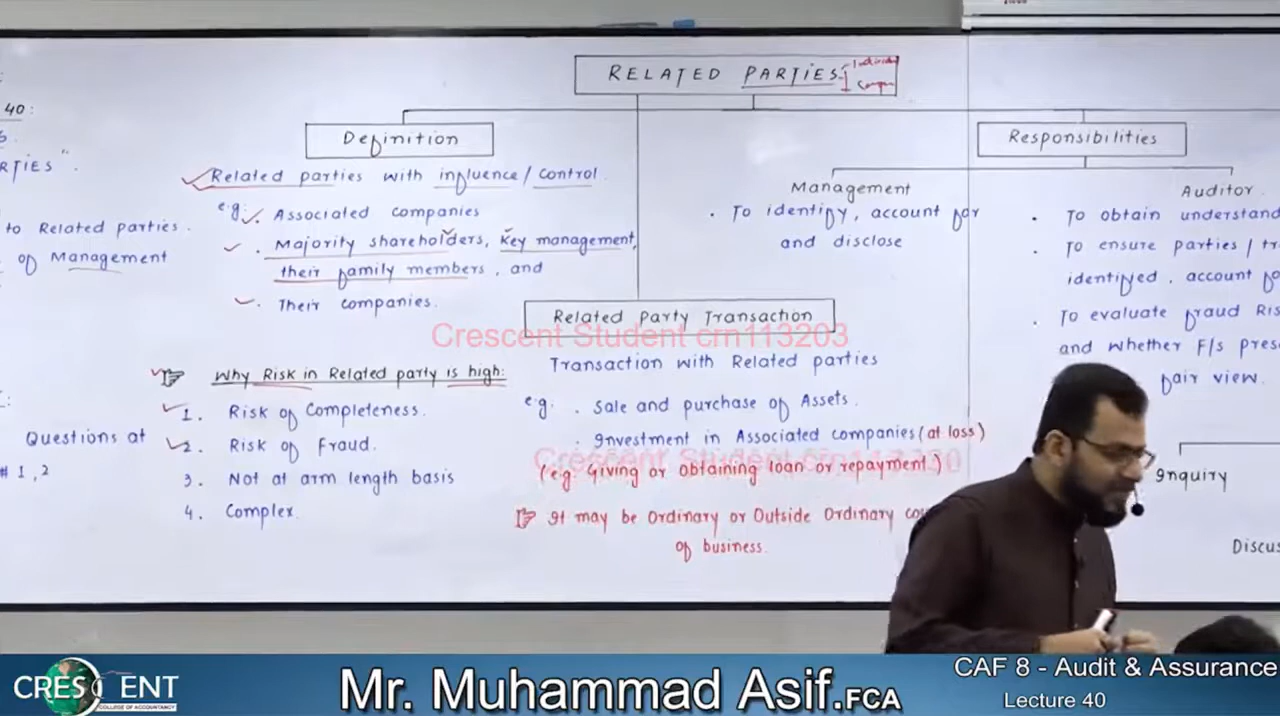 40:
RTIES".
to Related parties.
of Management
Questions at
# 1, 2
RELATED PARTIES
Definition
Related parties with influence / control
e.g:
Associated companies
Majority shareholders, Key management,
their family members, and
Their companies.
Why Risk in Related party is high:
1. Risk of Completeness.
2. Risk of Fraud.
3. Not at arm length basis
4. Complex
Related Party Transaction
Transaction with Related parties
e.g: . Sale and purchase of Assets.
. Investment in Associated companies (at loss)
(e.g. Giving or obtaining loan or repayment.)
It may be Ordinary or Outside Ordinary
of business.
Responsibilities
Management
. To identify, account for
and disclose
Auditor
. To obtain understand
. To ensure parties /
identified, account
. To evaluate fraud
and whether F/S
fair view.
Inquiry
Discus
Crescent Student crn113203
Crescent Student
CRESCENT
COLLEGE OF ACCOUNTANCY
Mr. Muhammad Asif.FCA
CAF 8 - Audit & Assurance
Lecture 40